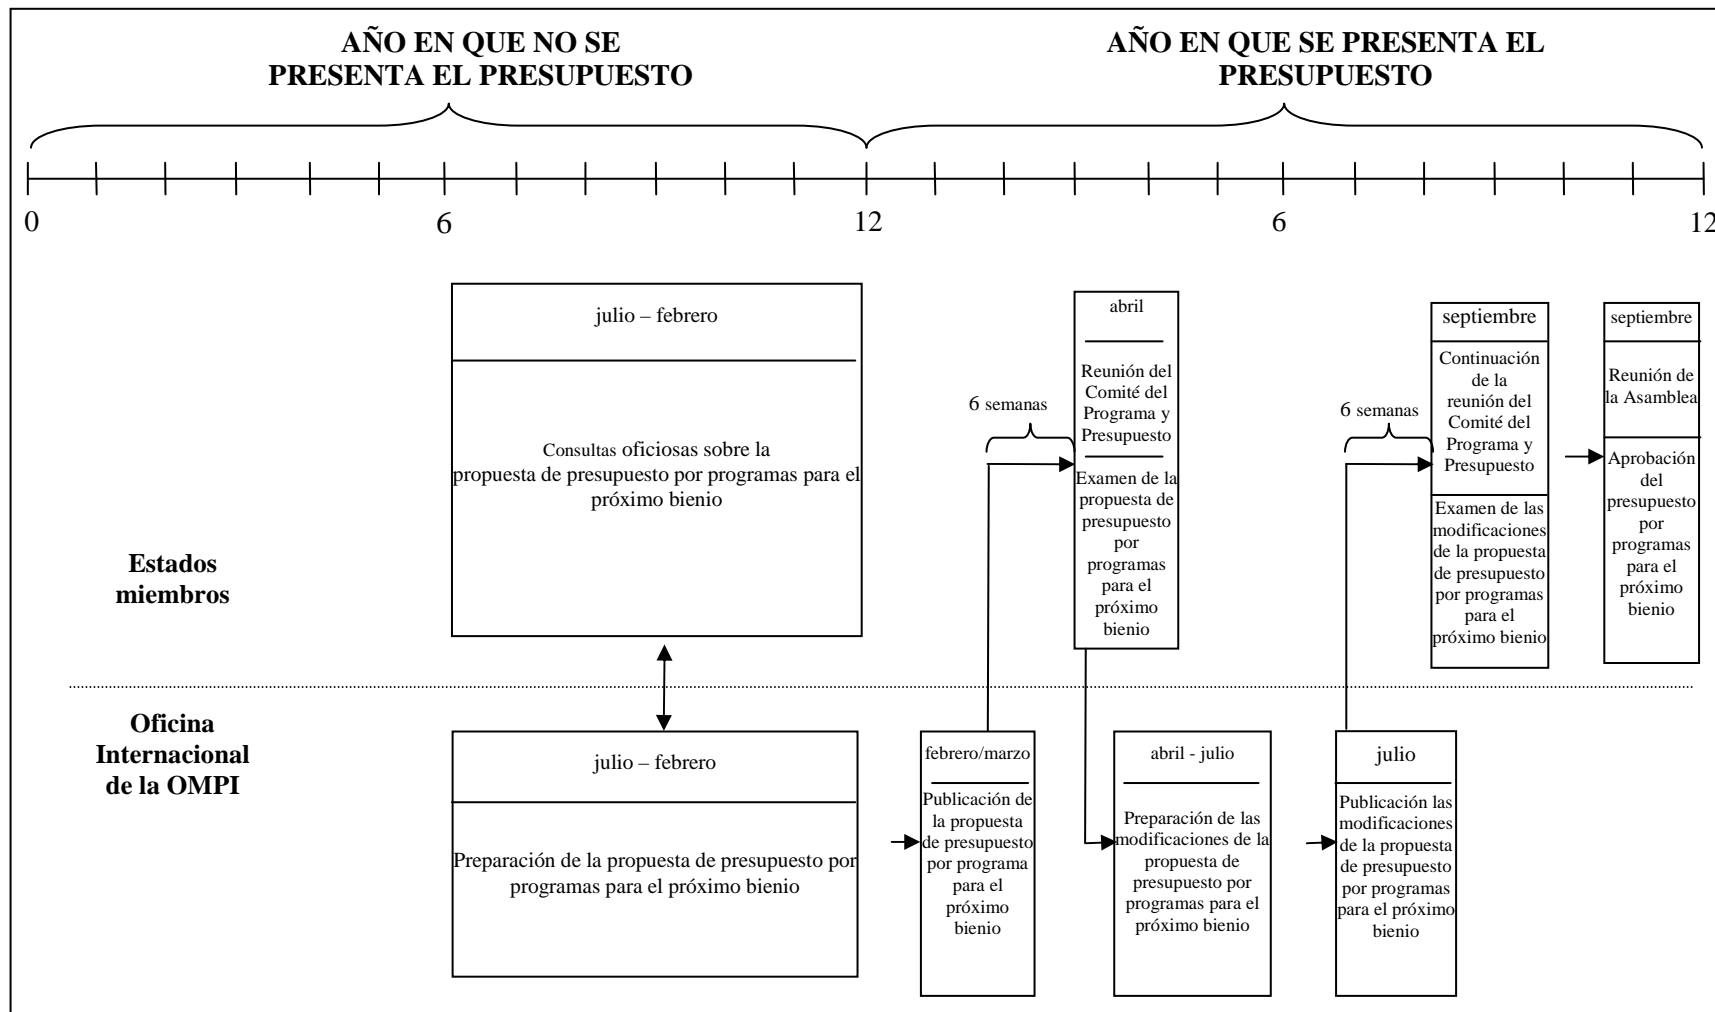 AÑO EN QUE NO SE
PRESENTA EL PRESUPUESTO
AÑO EN QUE SE PRESENTA EL
PRESUPUESTO
0
6
12
6
12
julio – febrero
Consultas oficiosas sobre la
propuesta de presupuesto por programas para el
próximo bienio
6 semanas
abril
Reunión del
Comité del
Programa y
Presupuesto
Examen de la
propuesta de
presupuesto
por
programas
para el
próximo
bienio
6 semanas
septiembre
Continuación
de la
reunión del
Comité del
Programa y
Presupuesto
Examen de las
modificaciones
de la propuesta
de presupuesto
por programas
para el
próximo bienio
septiembre
Reunión de
la Asamblea
Aprobación
del
presupuesto
por
programas
para el
próximo
bienio
Estados
miembros
Oficina
Internacional
de la OMPI
julio – febrero
Preparación de la propuesta de presupuesto por
programas para el próximo bienio
febrero/marzo
Publicación de
la propuesta
de presupuesto
por programa
para el
próximo
bienio
abril - julio
Preparación de las
modificaciones de la
propuesta de
presupuesto por
programas para el
próximo bienio
julio
Publicación las
modificaciones
de la propuesta
de presupuesto
por programas
para el próximo
bienio